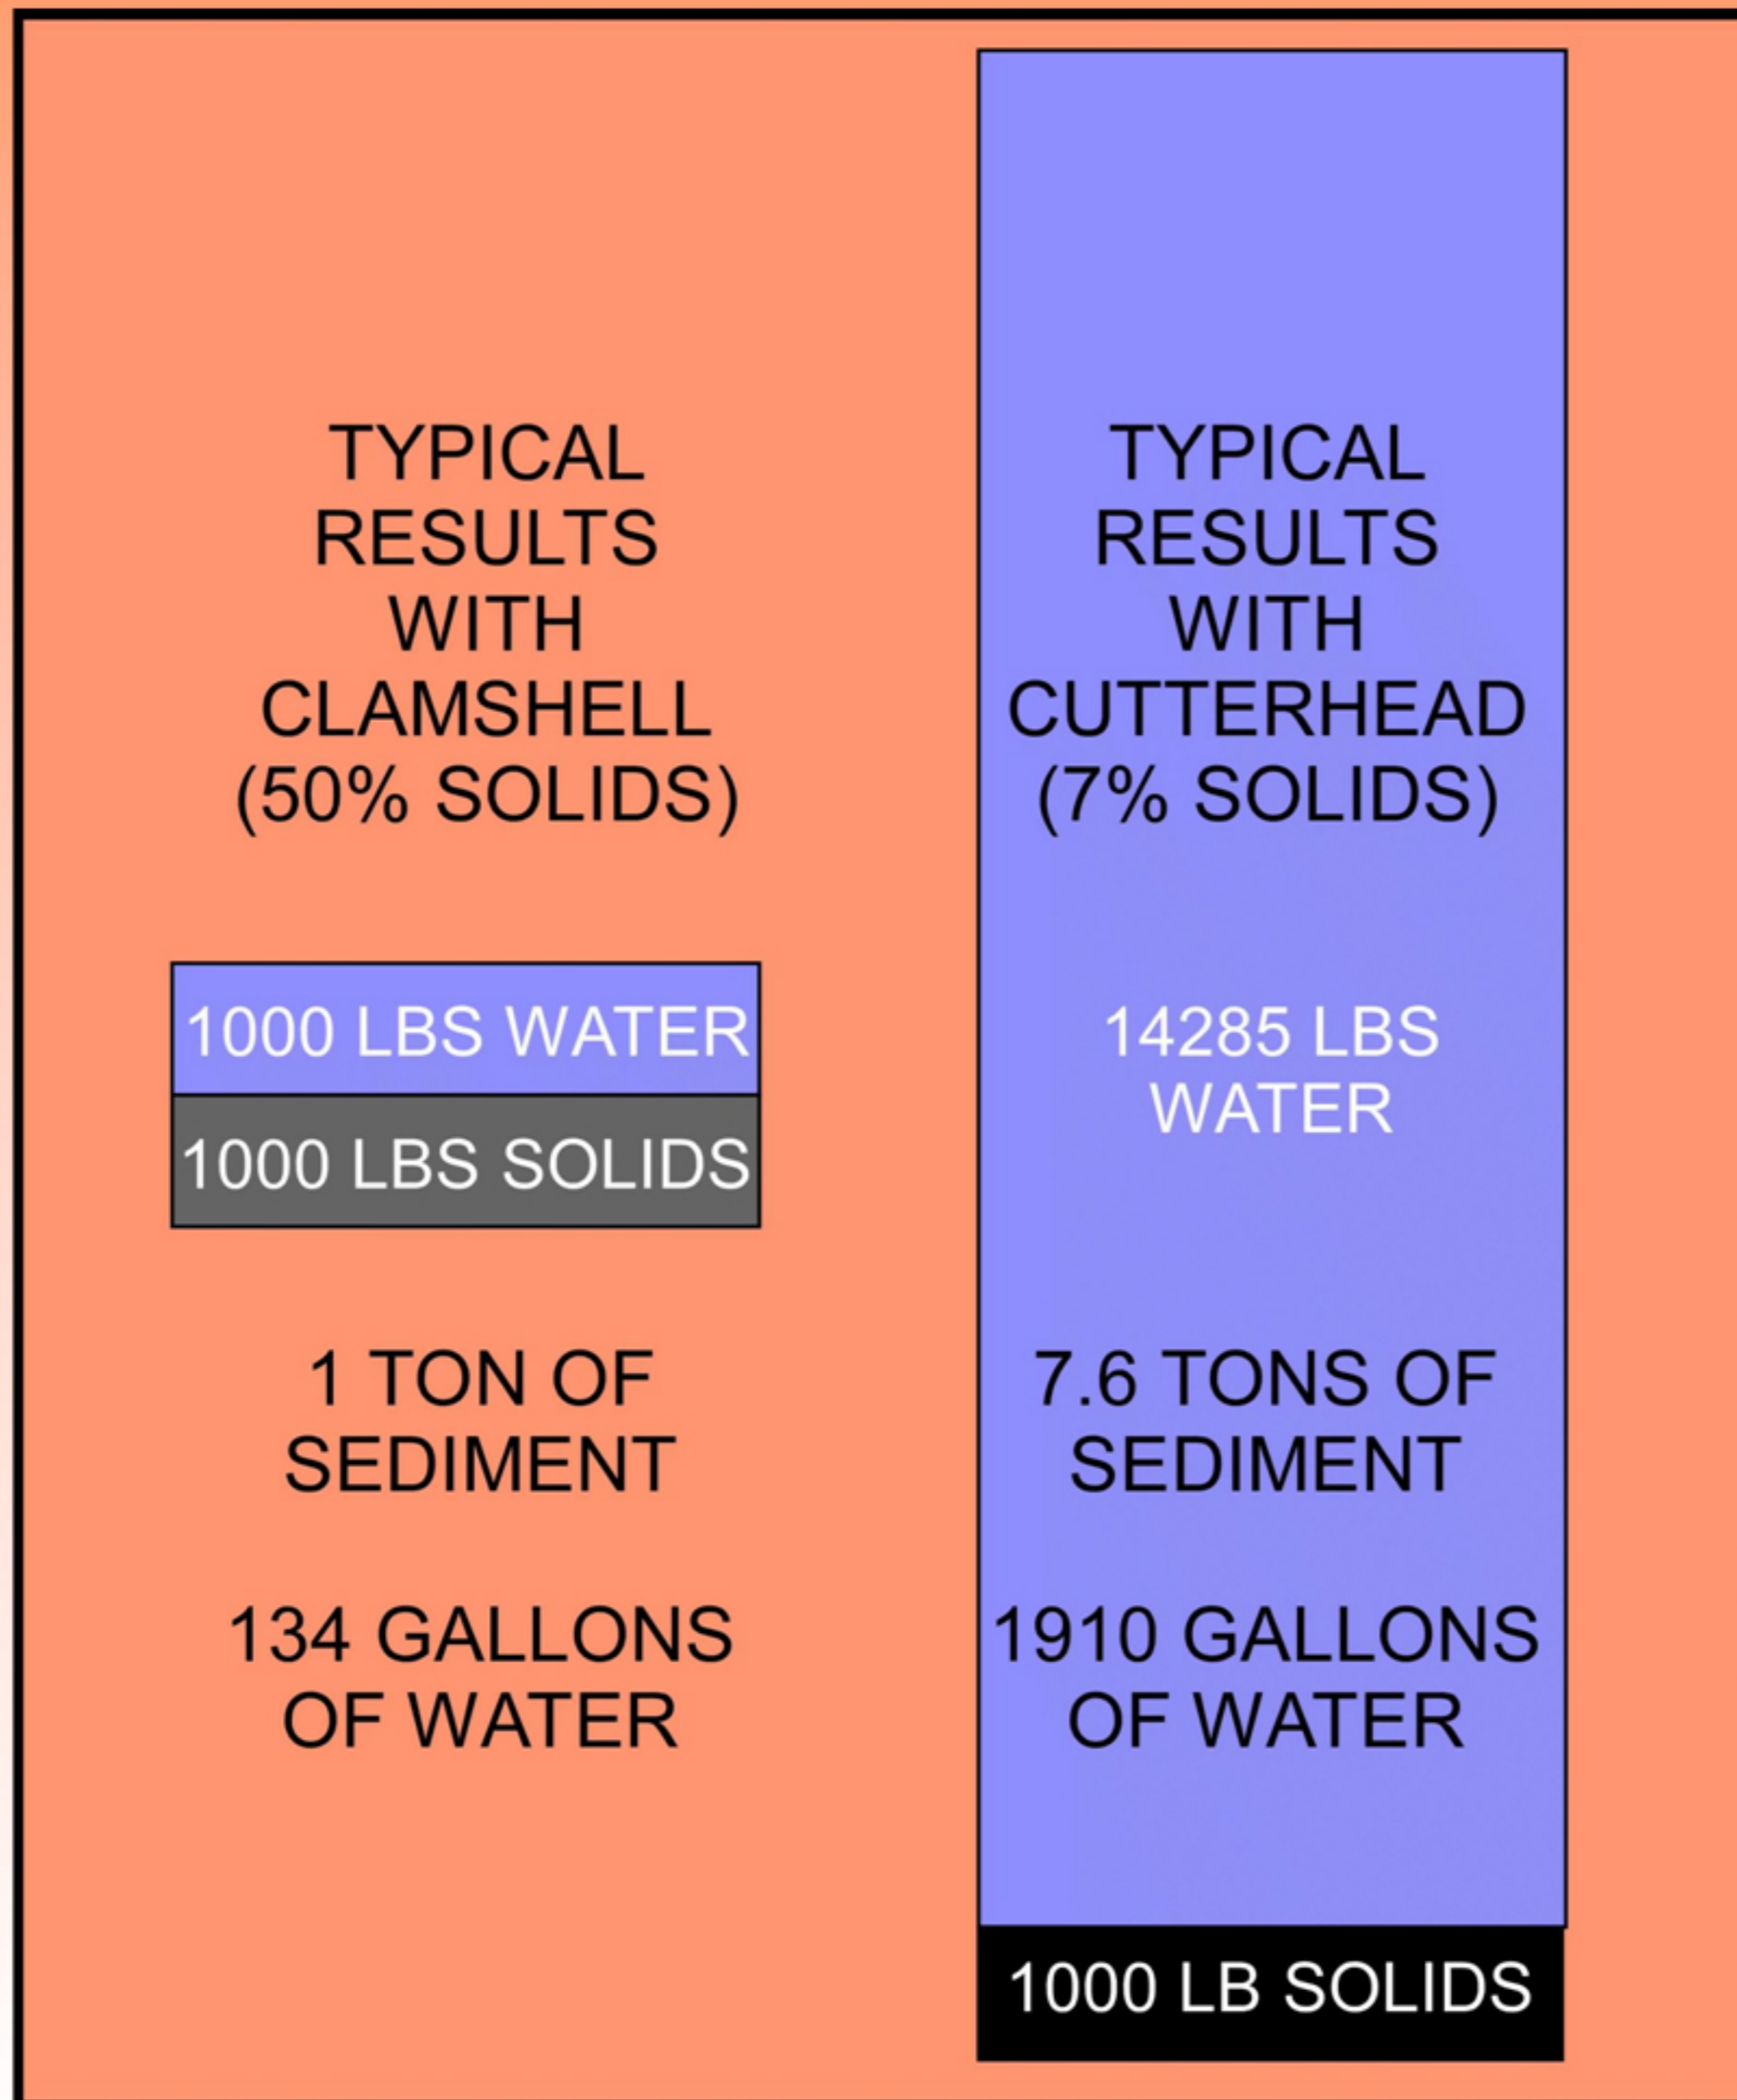 TYPICAL
RESULTS
WITH
CLAMSHELL
(50% SOLIDS)
1000 LBS WATER
1000 LBS SOLIDS
1 TON OF
SEDIMENT
134 GALLONS
OF WATER
TYPICAL
RESULTS
WITH
CUTTERHEAD
(7% SOLIDS)
14285 LBS
WATER
7.6 TONS OF
SEDIMENT
1910 GALLONS
OF WATER
1000 LB SOLIDS